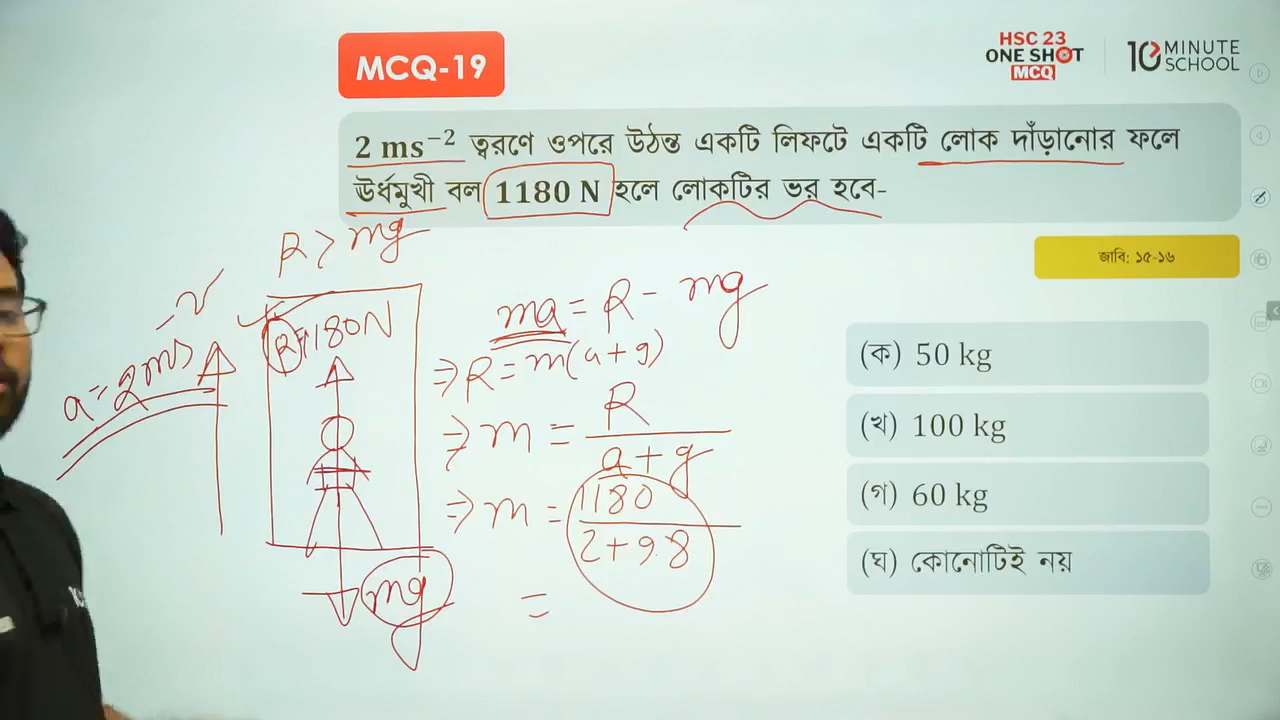 MCQ-19
HSC 23
ONE SHOT
MCQ
10 MINUTE
SCHOOL
2 ms⁻² ত্বরণে ওপরে উঠন্ত একটি লিফটে একটি লোক দাঁড়ানোর ফলে
ঊর্ধমুখী বল 1180 N হলে লোকটির ভর হবে-
জাবি: ১৫-১৬
R > mg
R=1180N
a=2ms⁻²
mg
ma = R - mg
⇒ R = m(a+g)
⇒ m = R / a+g
⇒ m = 1180 / 2+9.8
=
(ক) 50 kg
(খ) 100 kg
(গ) 60 kg
(ঘ) কোনোটিই নয়